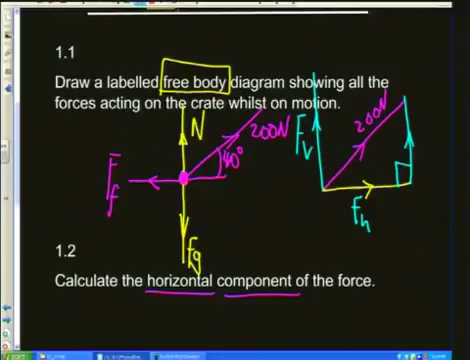 1.1
Draw a labelled free body diagram showing all the
forces acting on the crate whilst on motion.
N
200N
40°
Ff
Fg
200N
Fv
Fh
1.2
Calculate the horizontal component of the force.